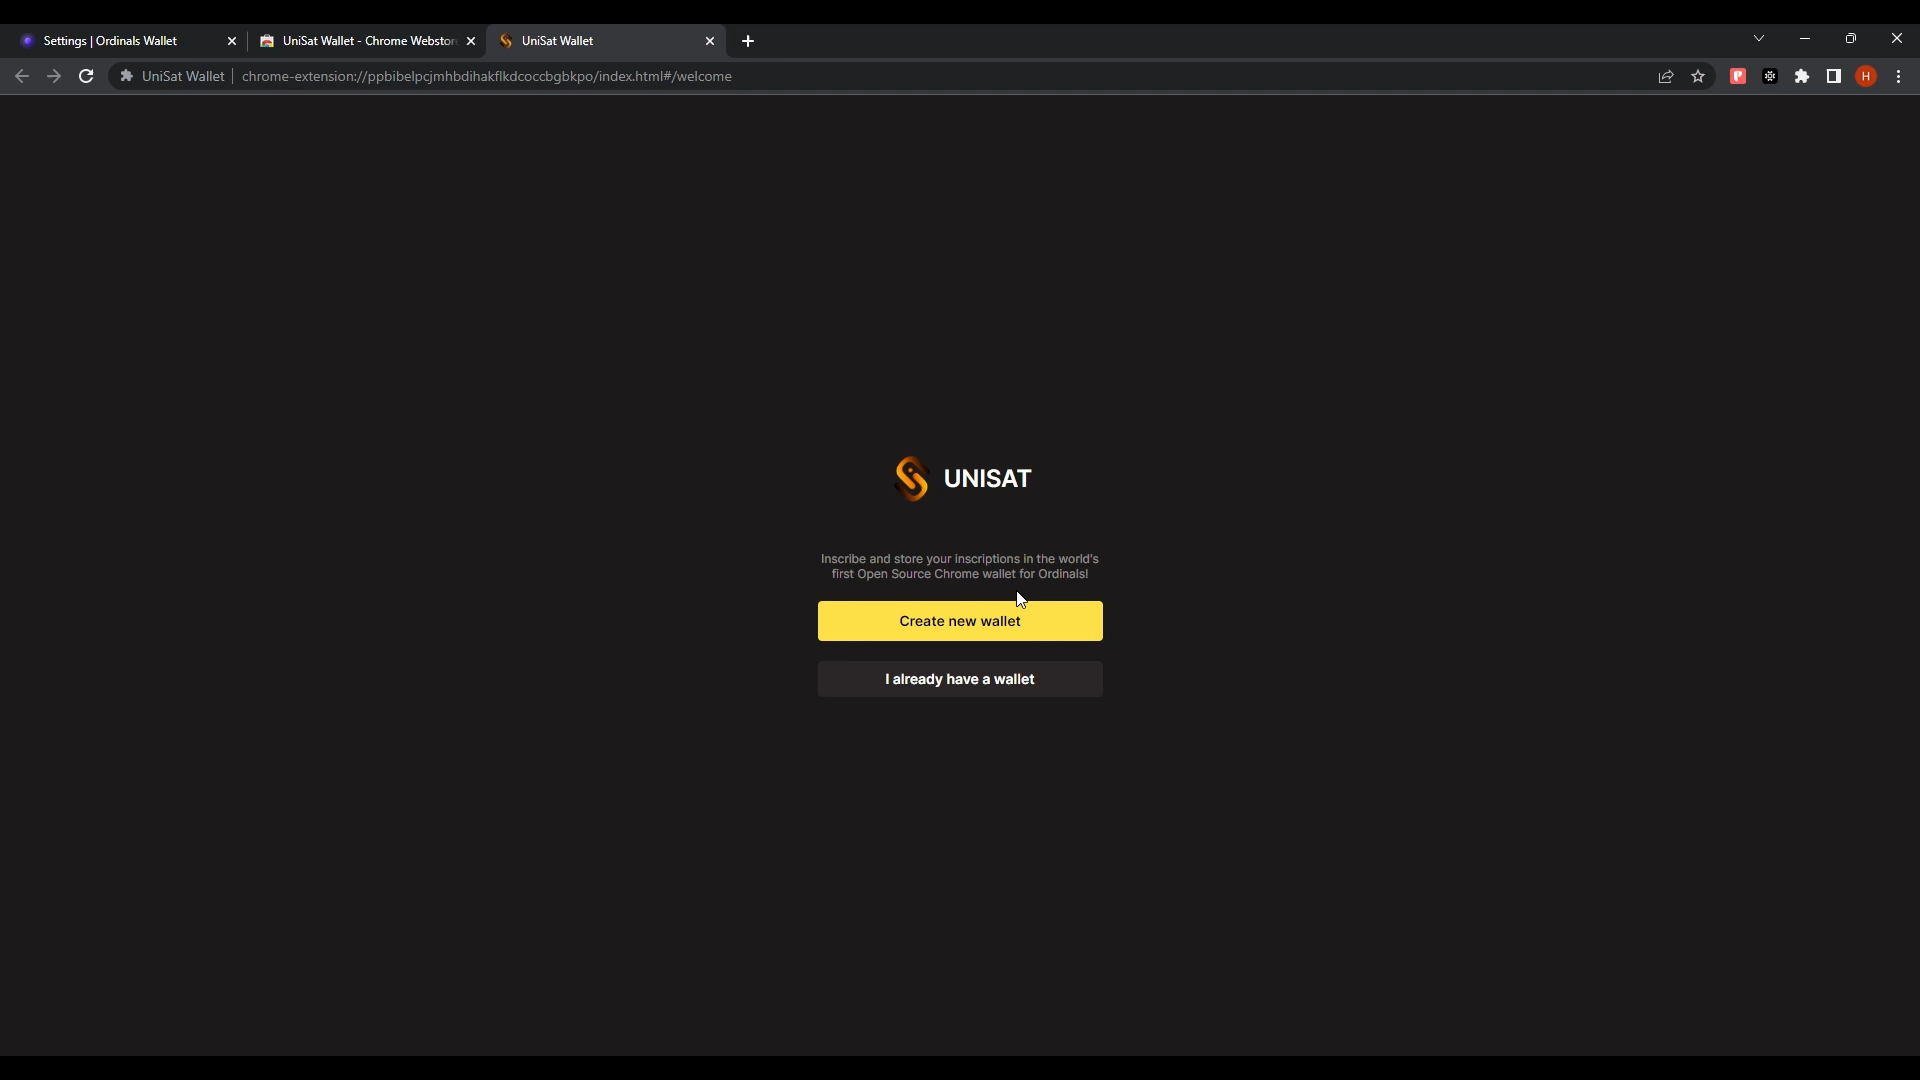 Settings | Ordinals Wallet
UniSat Wallet - Chrome Webstor
UniSat Wallet
UniSat Wallet | chrome-extension://ppbibelpcjmhbdihakflkdcoccbgbkpo/index.html#/welcome
H
UNISAT
Inscribe and store your inscriptions in the world's
first Open Source Chrome wallet for Ordinals!
Create new wallet
I already have a wallet